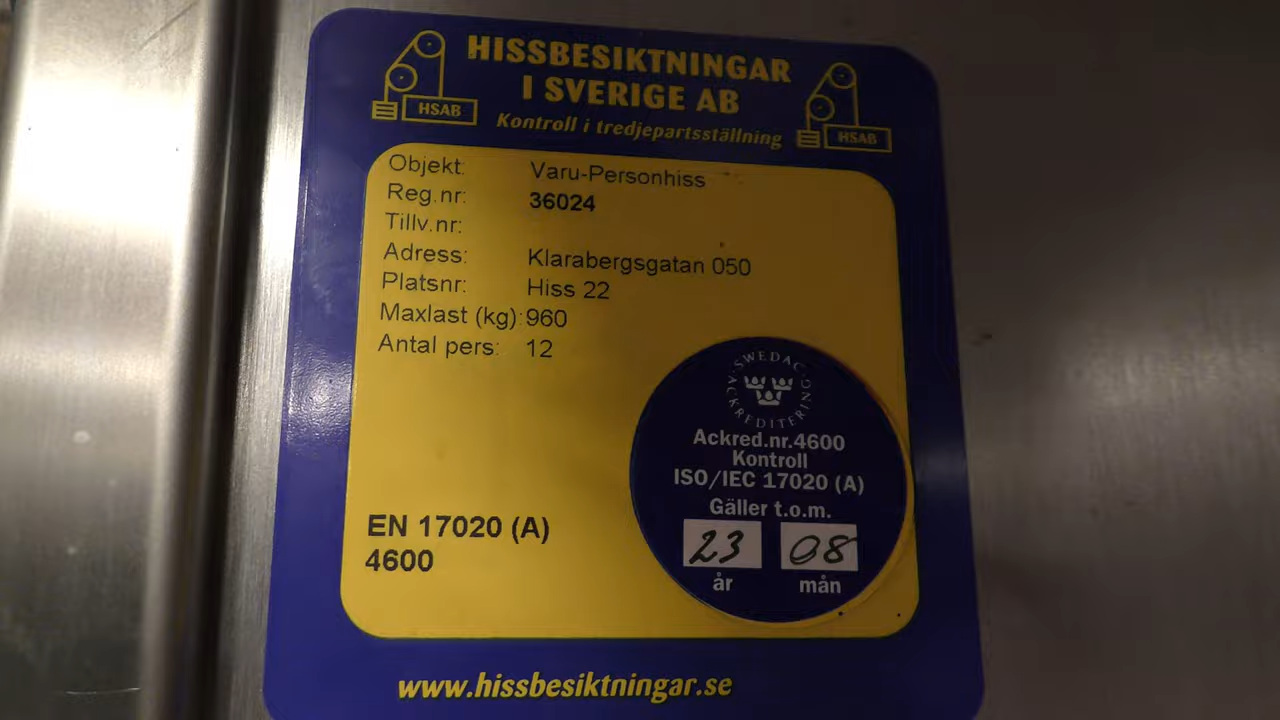 HISSBESIKTNINGAR
I SVERIGE AB
Kontroll i tredjepartsställning
HSAB
HSAB
Objekt: Varu-Personhiss
Reg.nr: 36024
Tillv.nr:
Adress: Klarabergsgatan 050
Platsnr: Hiss 22
Maxlast (kg): 960
Antal pers: 12
SWEDAC
ACKREDITERING
Ackred.nr.4600
Kontroll
ISO/IEC 17020 (A)
Gäller t.o.m.
23 08
år mån
EN 17020 (A)
4600
www.hissbesiktningar.se